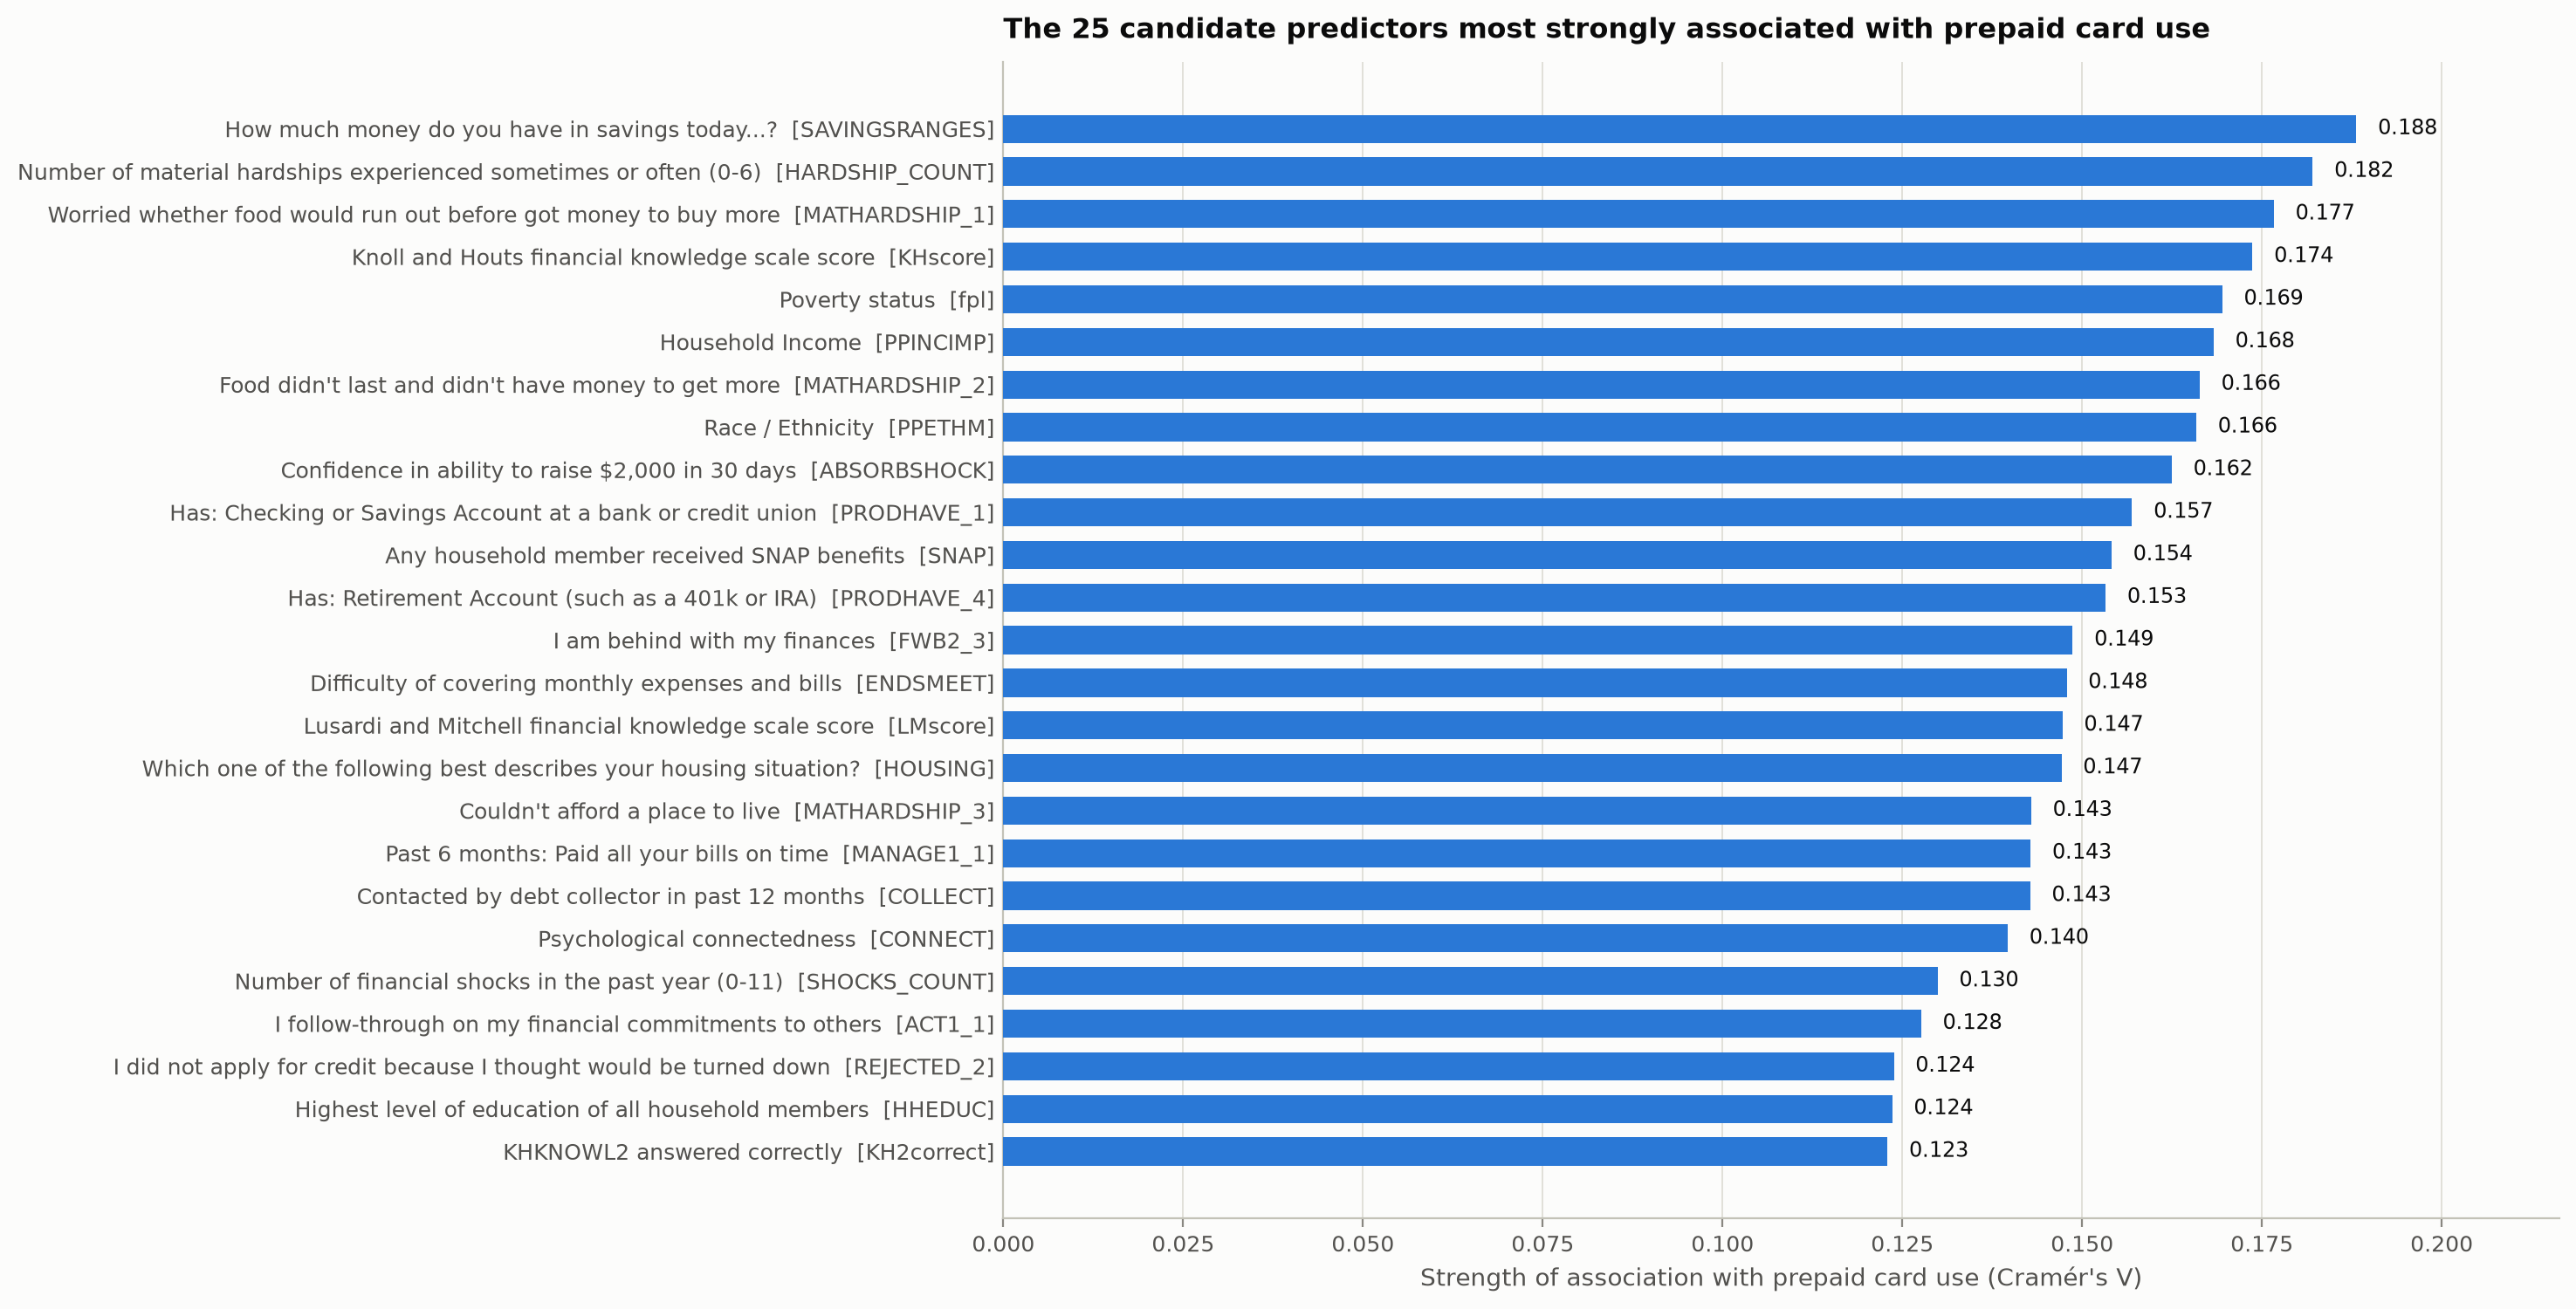 The 25 candidate predictors most strongly associated with prepaid card use
How much money do you have in savings today...?  [SAVINGSRANGES] 0.188
Number of material hardships experienced sometimes or often (0-6)  [HARDSHIP_COUNT] 0.182
Worried whether food would run out before got money to buy more  [MATHARDSHIP_1] 0.177
Knoll and Houts financial knowledge scale score  [KHscore] 0.174
Poverty status  [fpl] 0.169
Household Income  [PPINCIMP] 0.168
Food didn't last and didn't have money to get more  [MATHARDSHIP_2] 0.166
Race / Ethnicity  [PPETHM] 0.166
Confidence in ability to raise $2,000 in 30 days  [ABSORBSHOCK] 0.162
Has: Checking or Savings Account at a bank or credit union  [PRODHAVE_1] 0.157
Any household member received SNAP benefits  [SNAP] 0.154
Has: Retirement Account (such as a 401k or IRA)  [PRODHAVE_4] 0.153
I am behind with my finances  [FWB2_3] 0.149
Difficulty of covering monthly expenses and bills  [ENDSMEET] 0.148
Lusardi and Mitchell financial knowledge scale score  [LMscore] 0.147
Which one of the following best describes your housing situation?  [HOUSING] 0.147
Couldn't afford a place to live  [MATHARDSHIP_3] 0.143
Past 6 months: Paid all your bills on time  [MANAGE1_1] 0.143
Contacted by debt collector in past 12 months  [COLLECT] 0.143
Psychological connectedness  [CONNECT] 0.140
Number of financial shocks in the past year (0-11)  [SHOCKS_COUNT] 0.130
I follow-through on my financial commitments to others  [ACT1_1] 0.128
I did not apply for credit because I thought would be turned down  [REJECTED_2] 0.124
Highest level of education of all household members  [HHEDUC] 0.124
KHKNOWL2 answered correctly  [KH2correct] 0.123
0.000 0.025 0.050 0.075 0.100 0.125 0.150 0.175 0.200
Strength of association with prepaid card use (Cramér's V)